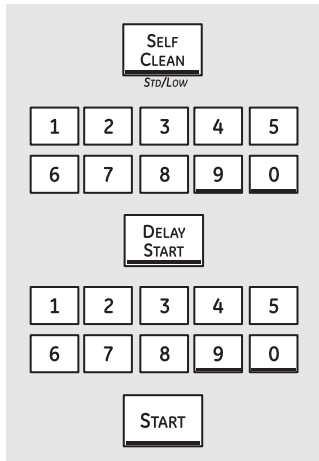 SELF
CLEAN
STD/LOW
1 2 3 4 5
6 7 8 9 0
DELAY
START
1 2 3 4 5
6 7 8 9 0
START